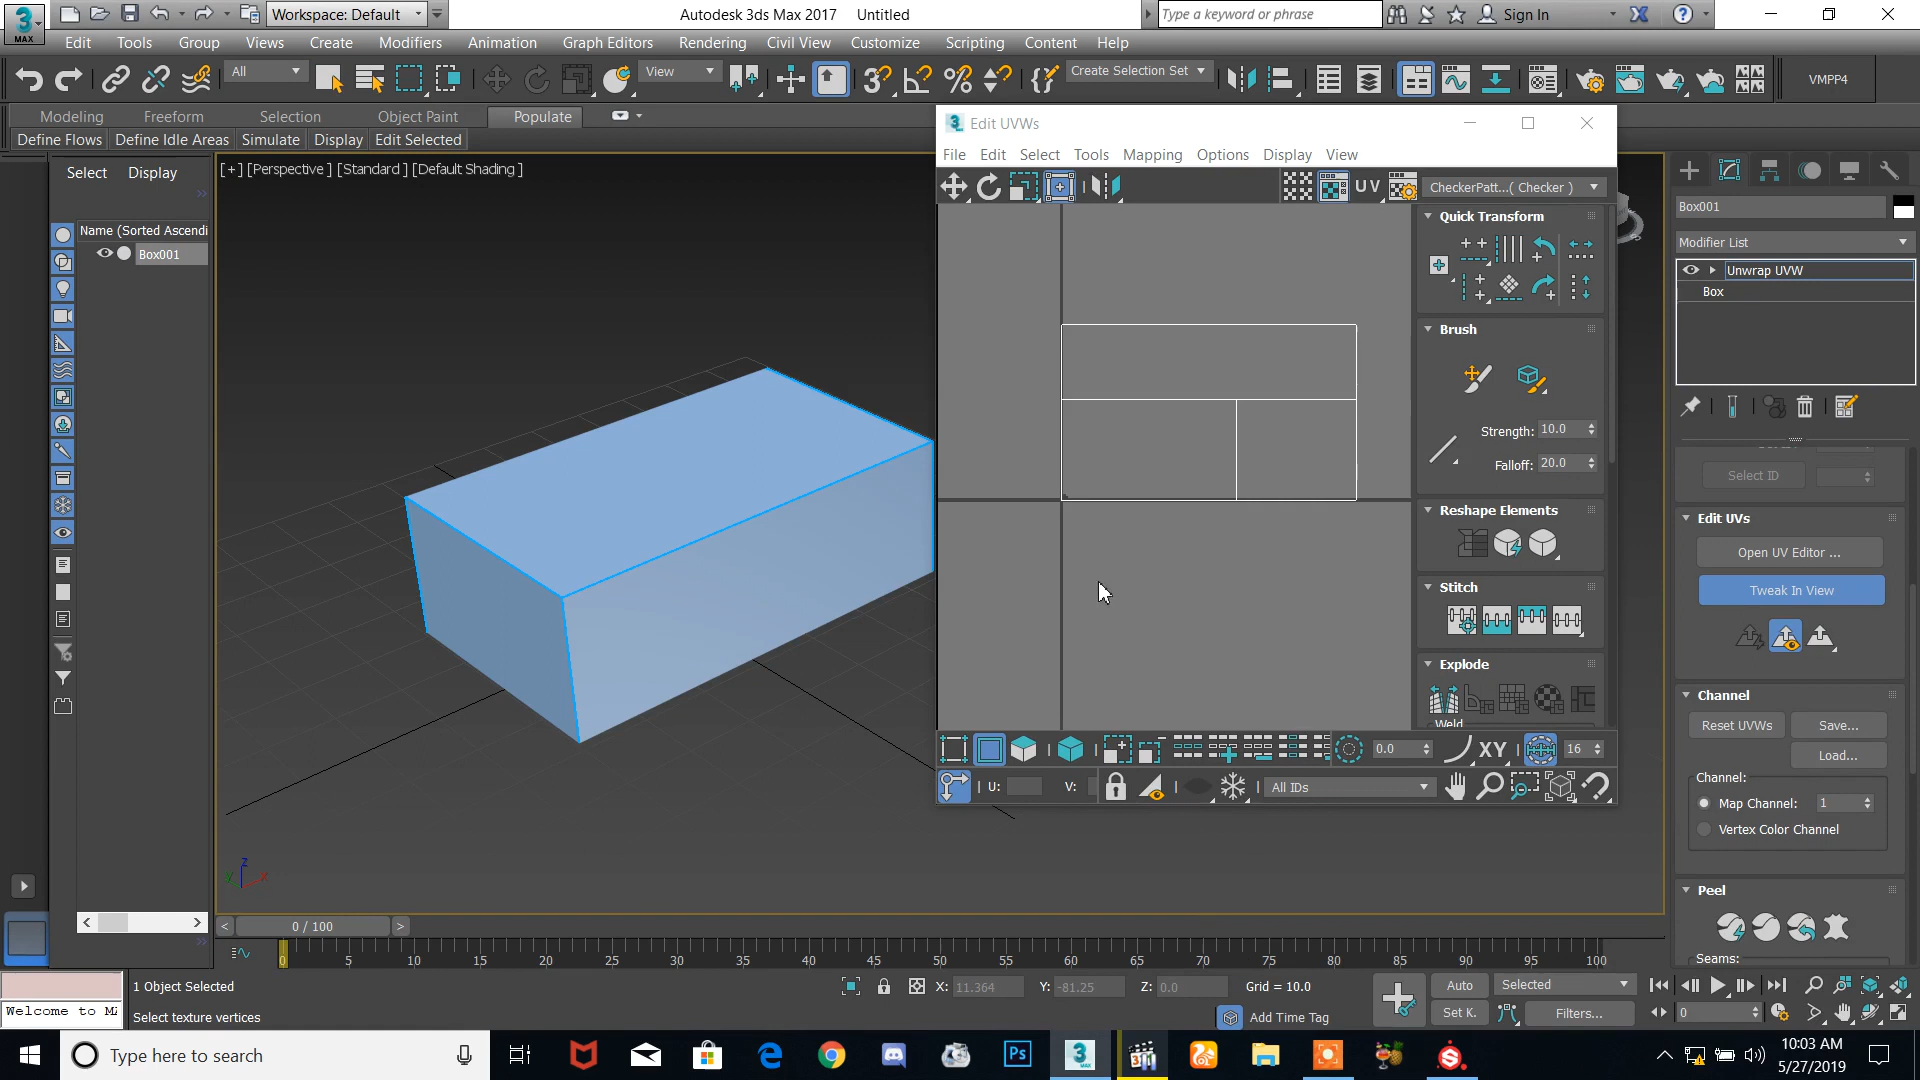 Workspace: Default
Autodesk 3ds Max 2017 Untitled
Type a keyword or phrase
Sign In
MAX
Edit Tools Group Views Create Modifiers Animation Graph Editors Rendering Civil View Customize Scripting Content Help
All
View
Create Selection Set
VMPP4
Modeling Freeform Selection Object Paint Populate
Define Flows Define Idle Areas Simulate Display Edit Selected
Select Display
[+] [Perspective ] [Standard ] [Default Shading ]
Name (Sorted Ascendi
Box001
Edit UVWs
File Edit Select Tools Mapping Options Display View
UV
CheckerPatt...( Checker )
Quick Transform
Brush
Strength: 10.0
Falloff: 20.0
Reshape Elements
Stitch
Explode
Weld
0.0
XY
16
U:
V:
All IDs
Box001
Modifier List
Unwrap UVW
Box
Select ID
Edit UVs
Open UV Editor ...
Tweak In View
Channel
Reset UVWs Save...
Load...
Channel:
Map Channel: 1
Vertex Color Channel
Peel
Seams:
z
y x
< 0 / 100 >
0 5 10 15 20 25 30 35 40 45 50 55 60 65 70 75 80 85 90 95 100
1 Object Selected
X: 11.364 Y: -81.25 Z: 0.0 Grid = 10.0
Auto Selected
Welcome to MA
Select texture vertices
Add Time Tag
Set K. Filters...
0
Type here to search
Ps
3
MAX
10:03 AM
5/27/2019